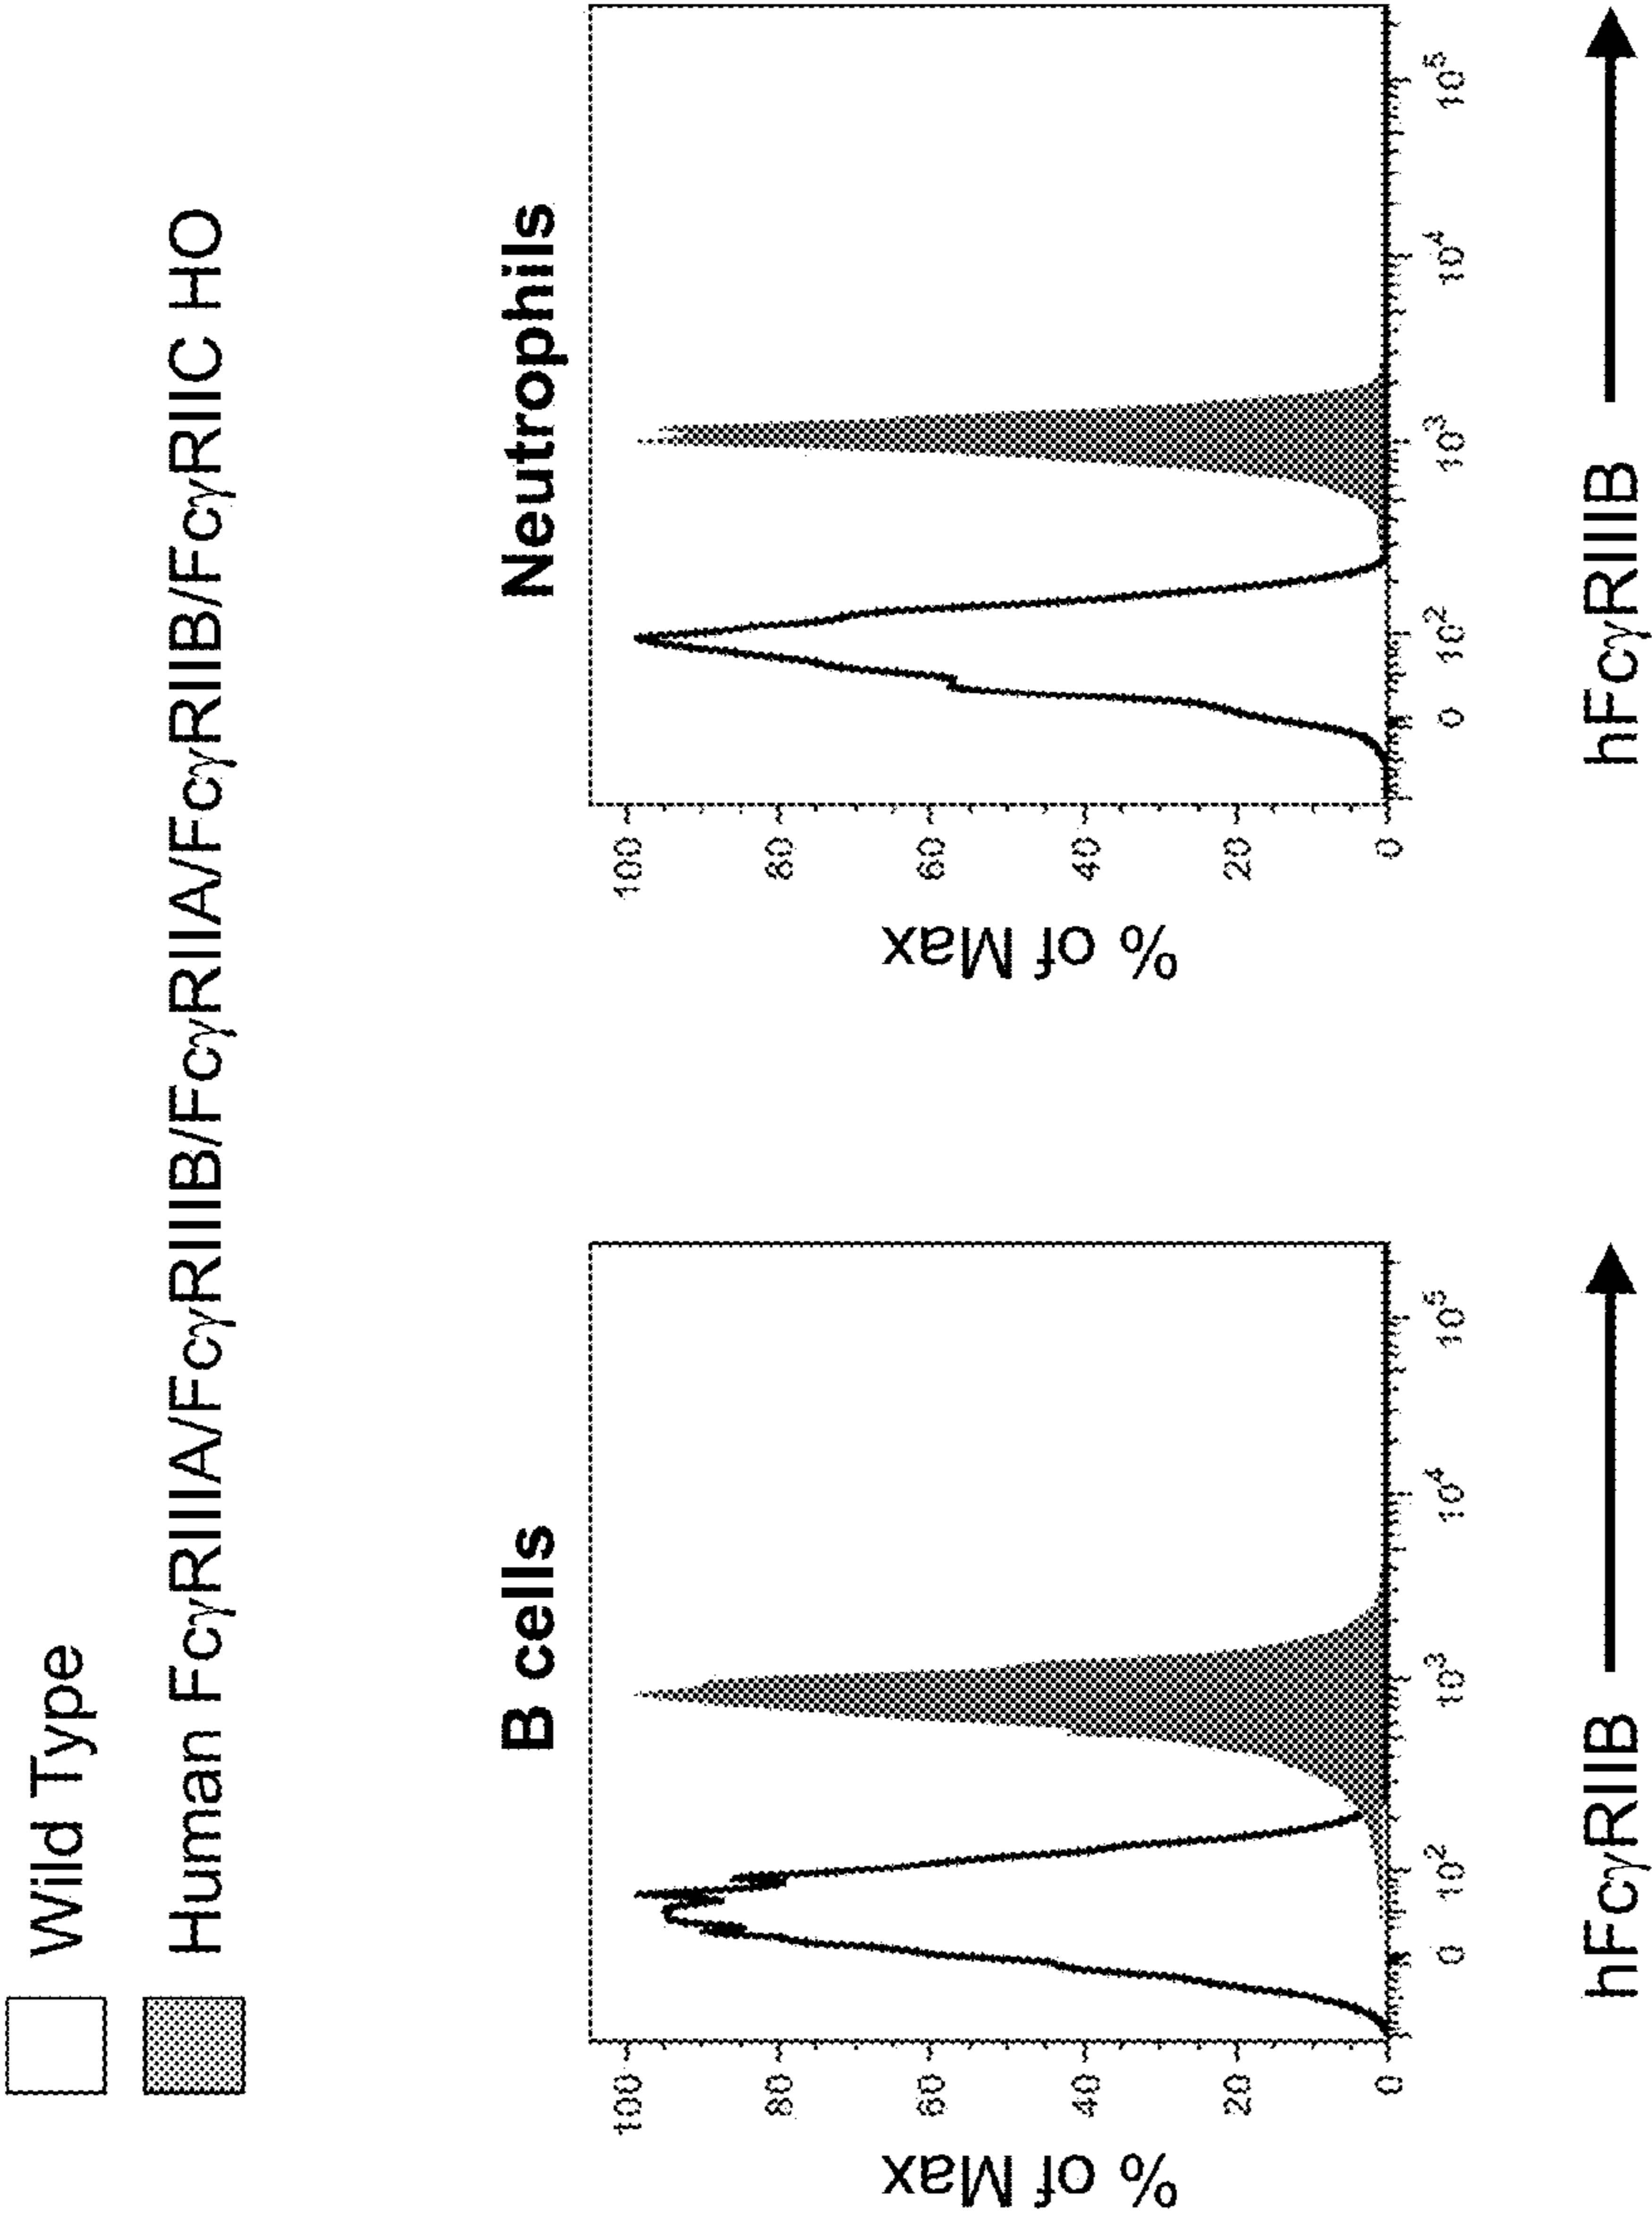 Wild Type
Human FcγRIIIA/FcγRIIIB/FcγRIIA/FcγRIIB/FcγRIIC HO
B cells
% of Max
100
80
60
40
20
0
0 10² 10³ 10⁴ 10⁵
hFcγRIIB
Neutrophils
% of Max
100
80
60
40
20
0
0 10² 10³ 10⁴ 10⁵
hFcγRIIIB